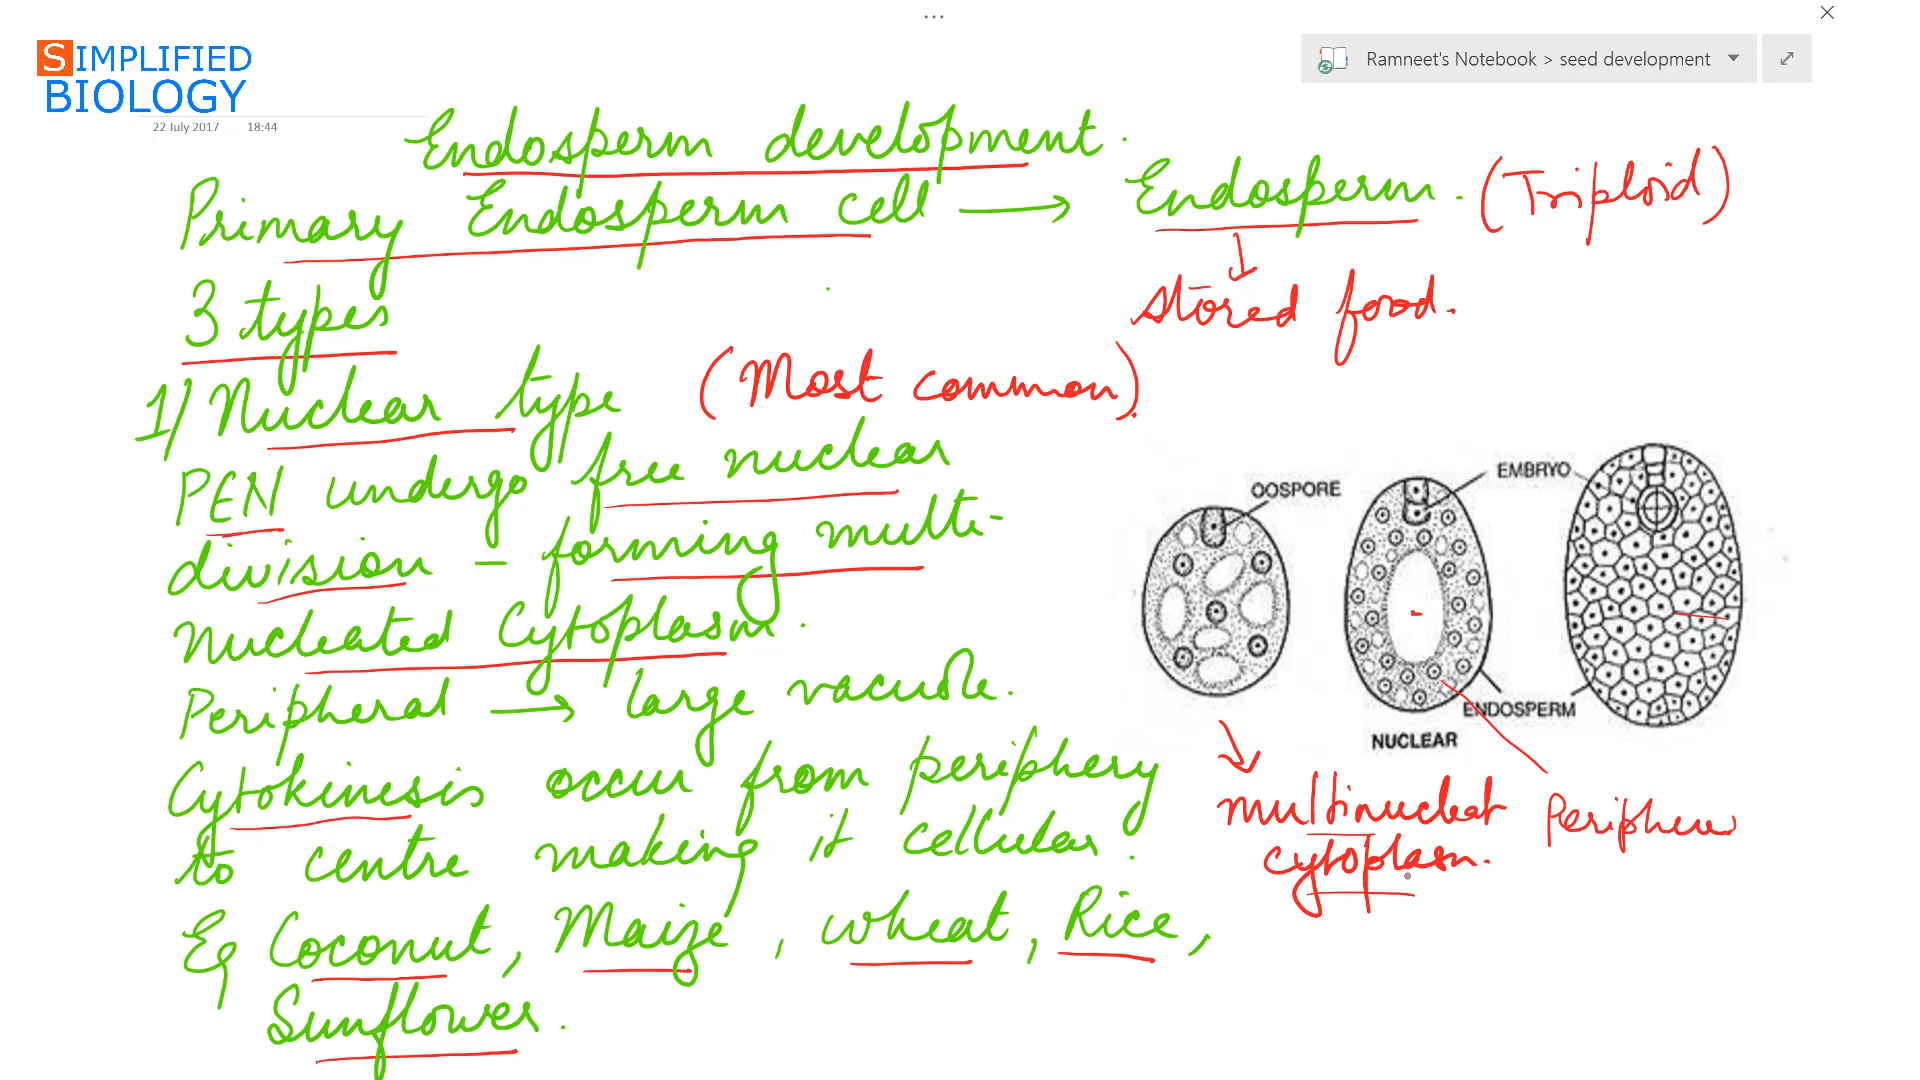 ...
SIMPLIFIED
BIOLOGY
Ramneet's Notebook > seed development
22 July 2017 18:44
Endosperm development.
Primary Endosperm cell → Endosperm. (Triploid)
↓
stored food.
3 types
1) Nuclear type (Most common).
PEN undergo free nuclear
division - forming multi-
Nucleated Cytoplasm.
Peripheral → large vacuole.
Cytokinesis occur from periphery
to centre making it cellular.
Eg Coconut, Maize, wheat, Rice,
Sunflower.
OOSPORE
EMBRYO
ENDOSPERM
NUCLEAR
multinucleat
cytoplasm.